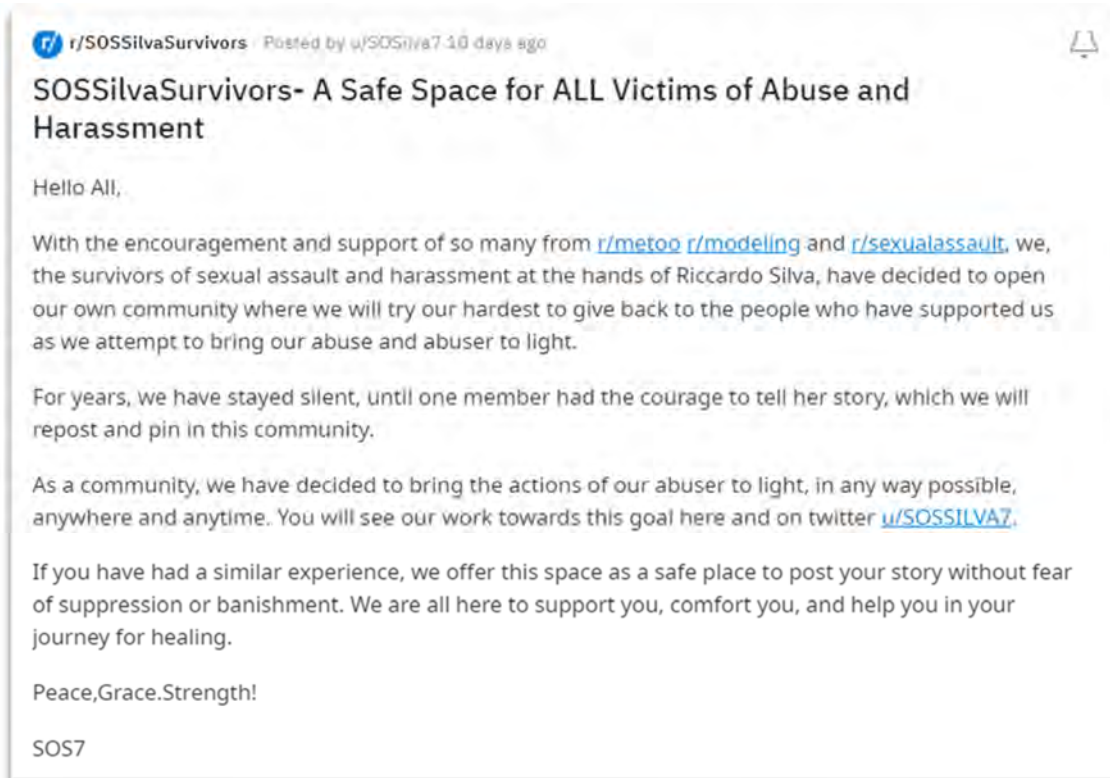 r/ r/SOSSilvaSurvivors Posted by u/SOSilva7 10 days ago
SOSSilvaSurvivors- A Safe Space for ALL Victims of Abuse and
Harassment
Hello All,
With the encouragement and support of so many from r/metoo r/modeling and r/sexualassault, we,
the survivors of sexual assault and harassment at the hands of Riccardo Silva, have decided to open
our own community where we will try our hardest to give back to the people who have supported us
as we attempt to bring our abuse and abuser to light.
For years, we have stayed silent, until one member had the courage to tell her story, which we will
repost and pin in this community.
As a community, we have decided to bring the actions of our abuser to light, in any way possible,
anywhere and anytime. You will see our work towards this goal here and on twitter u/SOSSILVA7.
If you have had a similar experience, we offer this space as a safe place to post your story without fear
of suppression or banishment. We are all here to support you, comfort you, and help you in your
journey for healing.
Peace,Grace.Strength!
SOS7